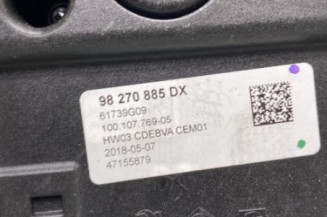 98 270 885 DX
61739G09
100.107.769-05
HW03 CDEBVA CEM01
2018-05-07
47155879